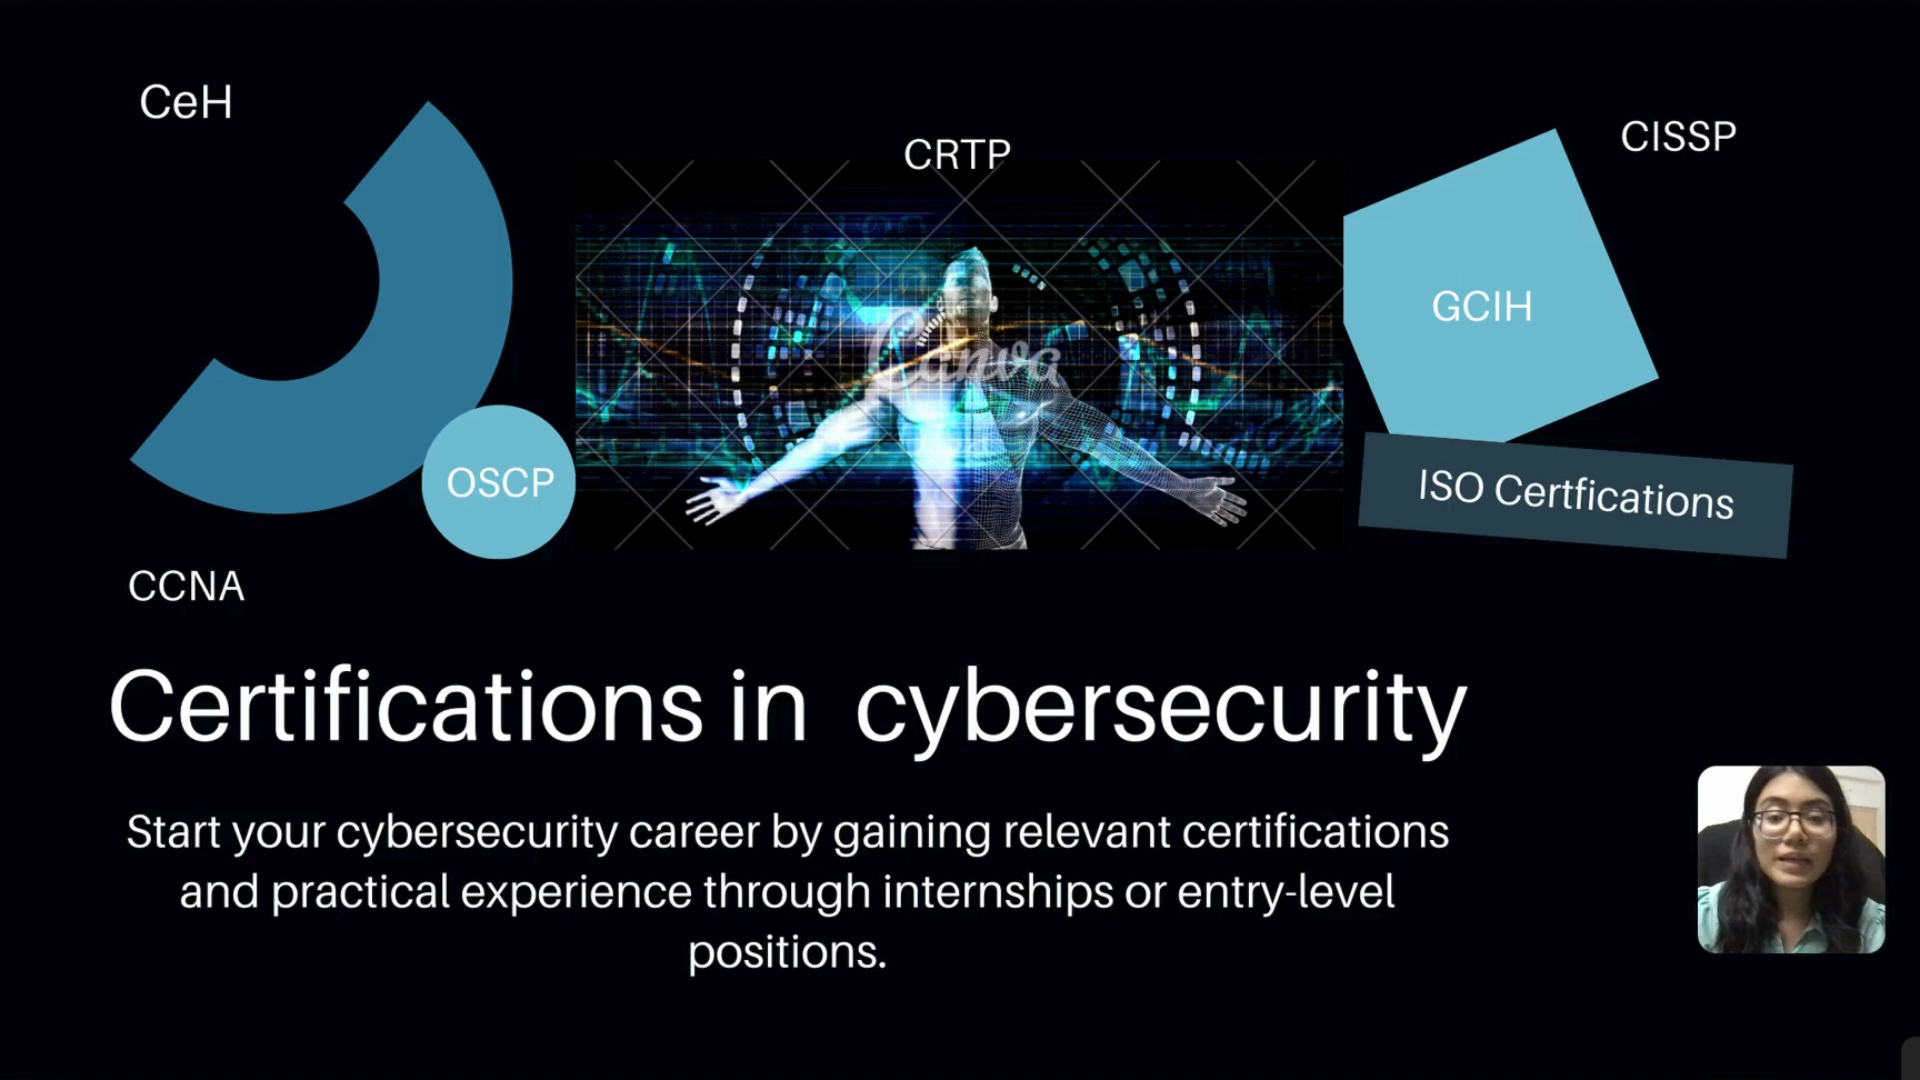 CeH
CRTP
CISSP
Canva
GCIH
OSCP
ISO Certfications
CCNA
Certifications in  cybersecurity
Start your cybersecurity career by gaining relevant certifications
and practical experience through internships or entry-level
positions.